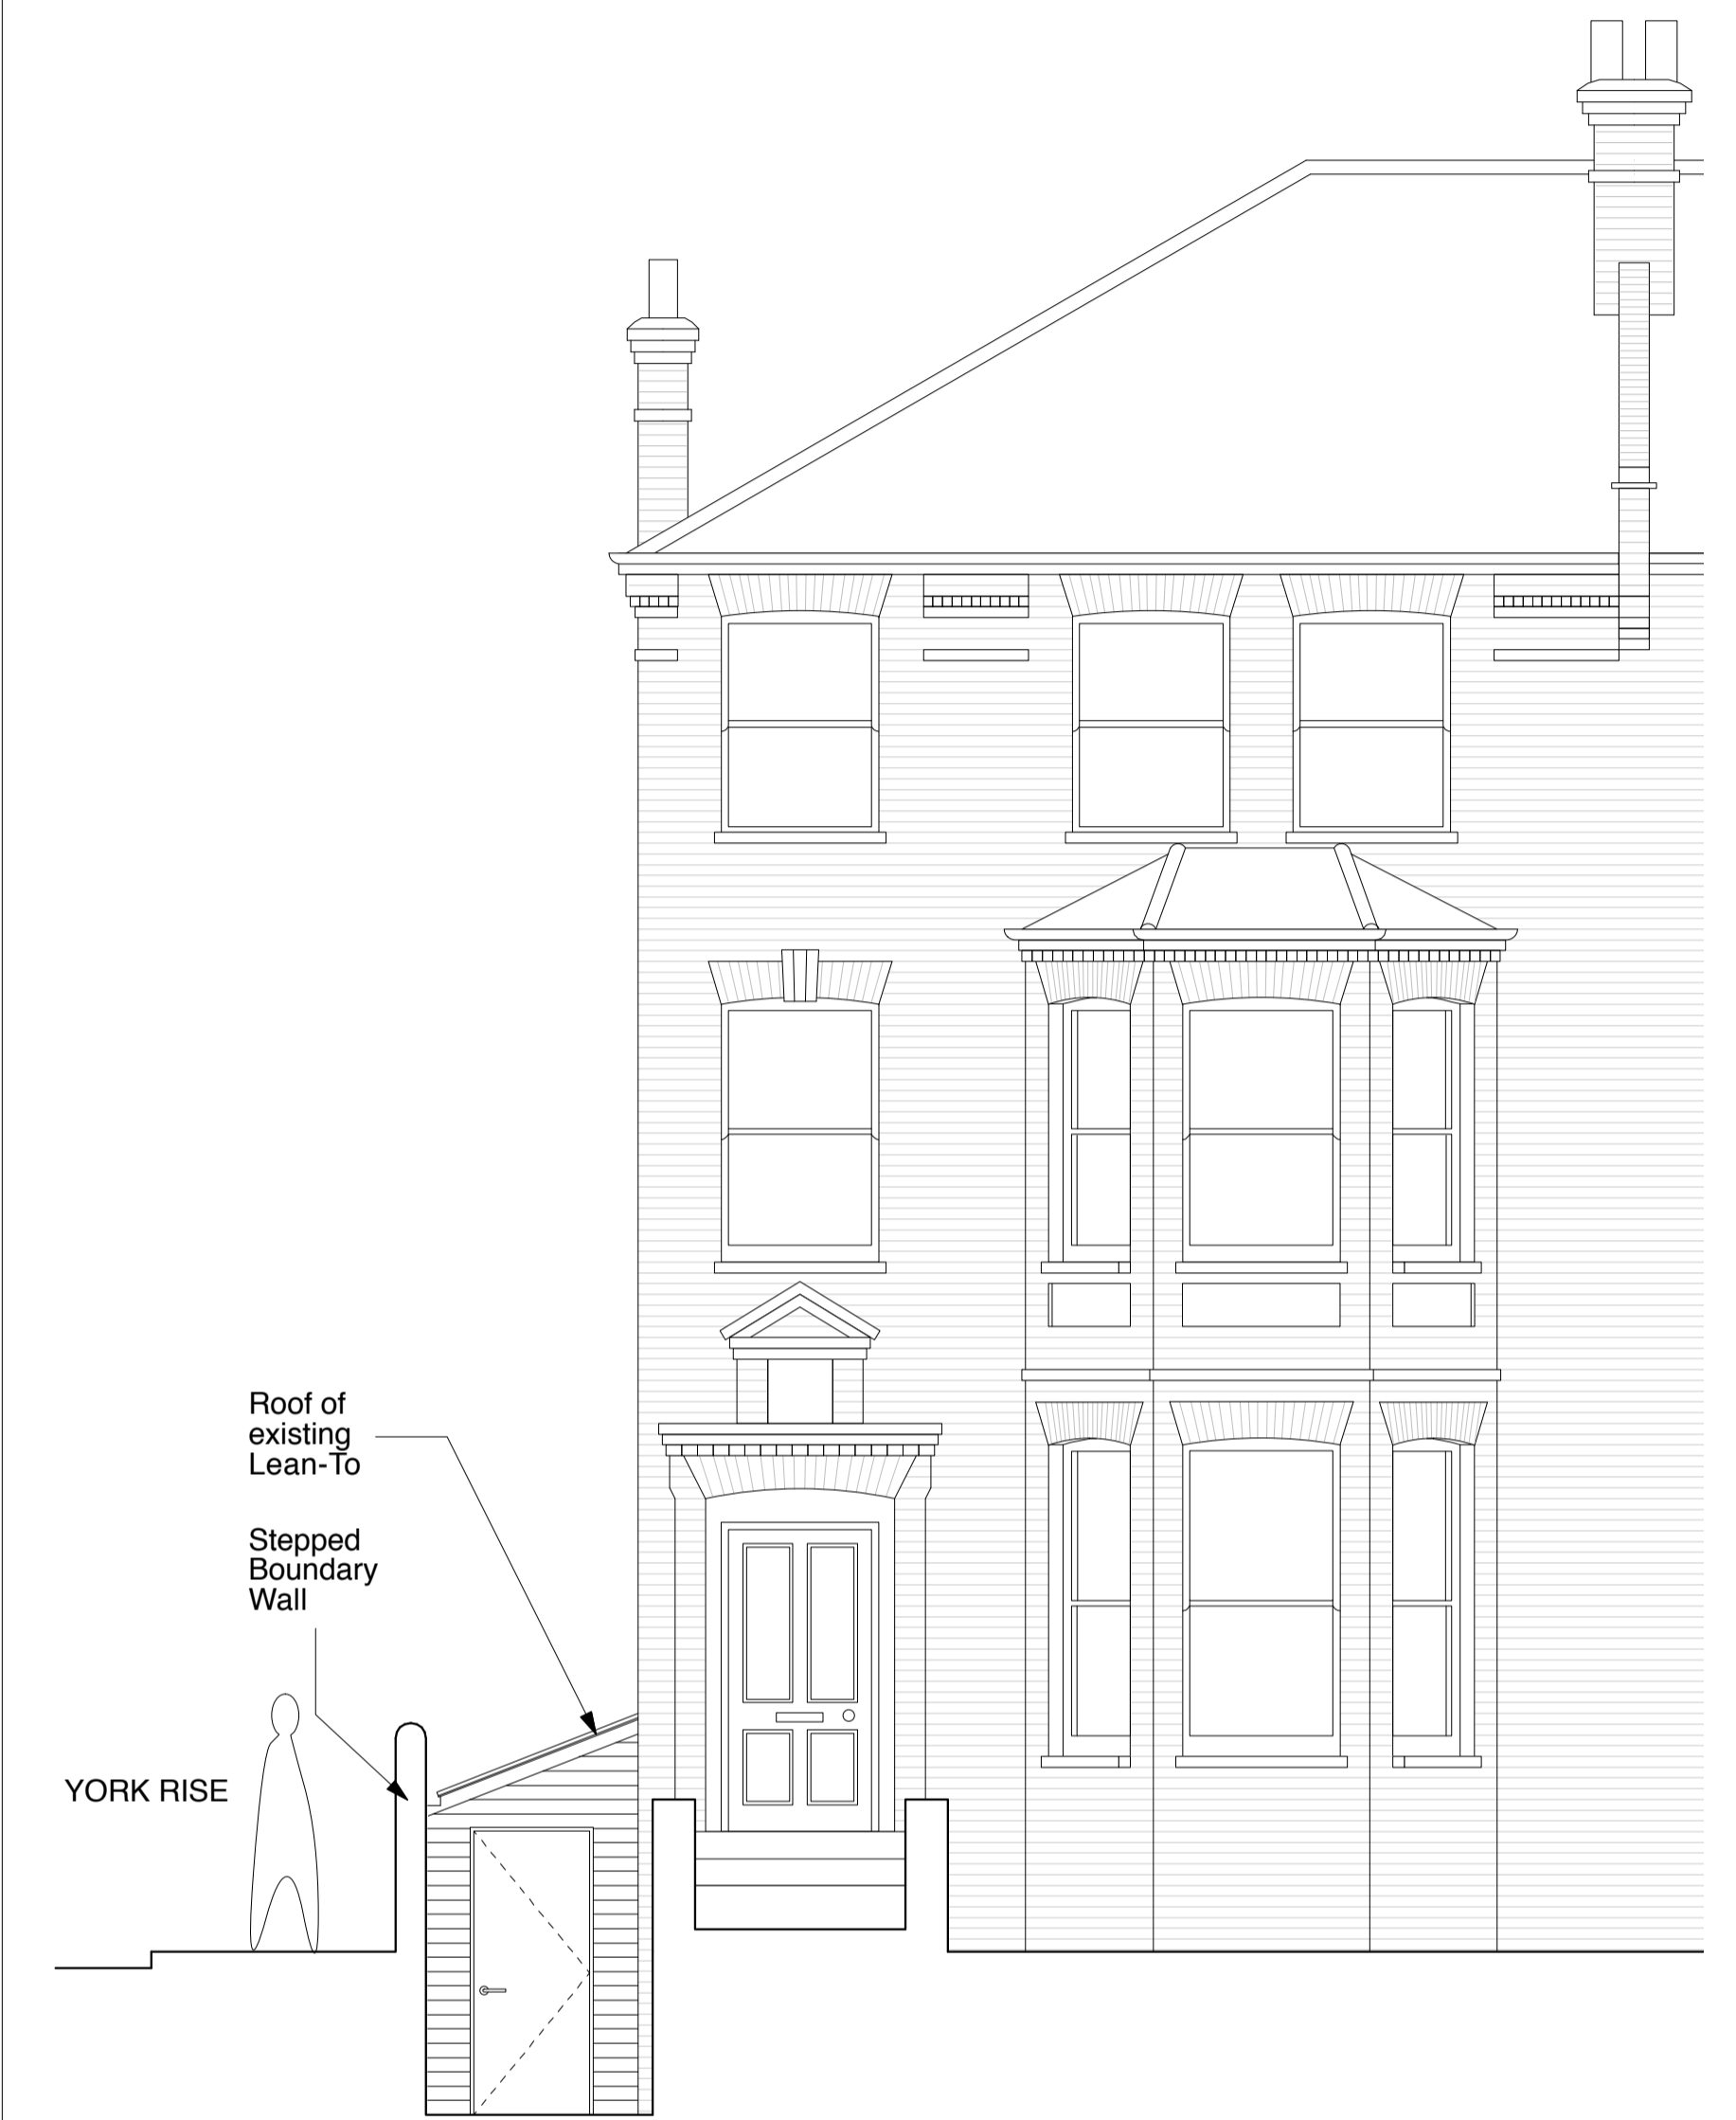 Roof of
existing
Lean-To
Stepped
Boundary
Wall
YORK RISE